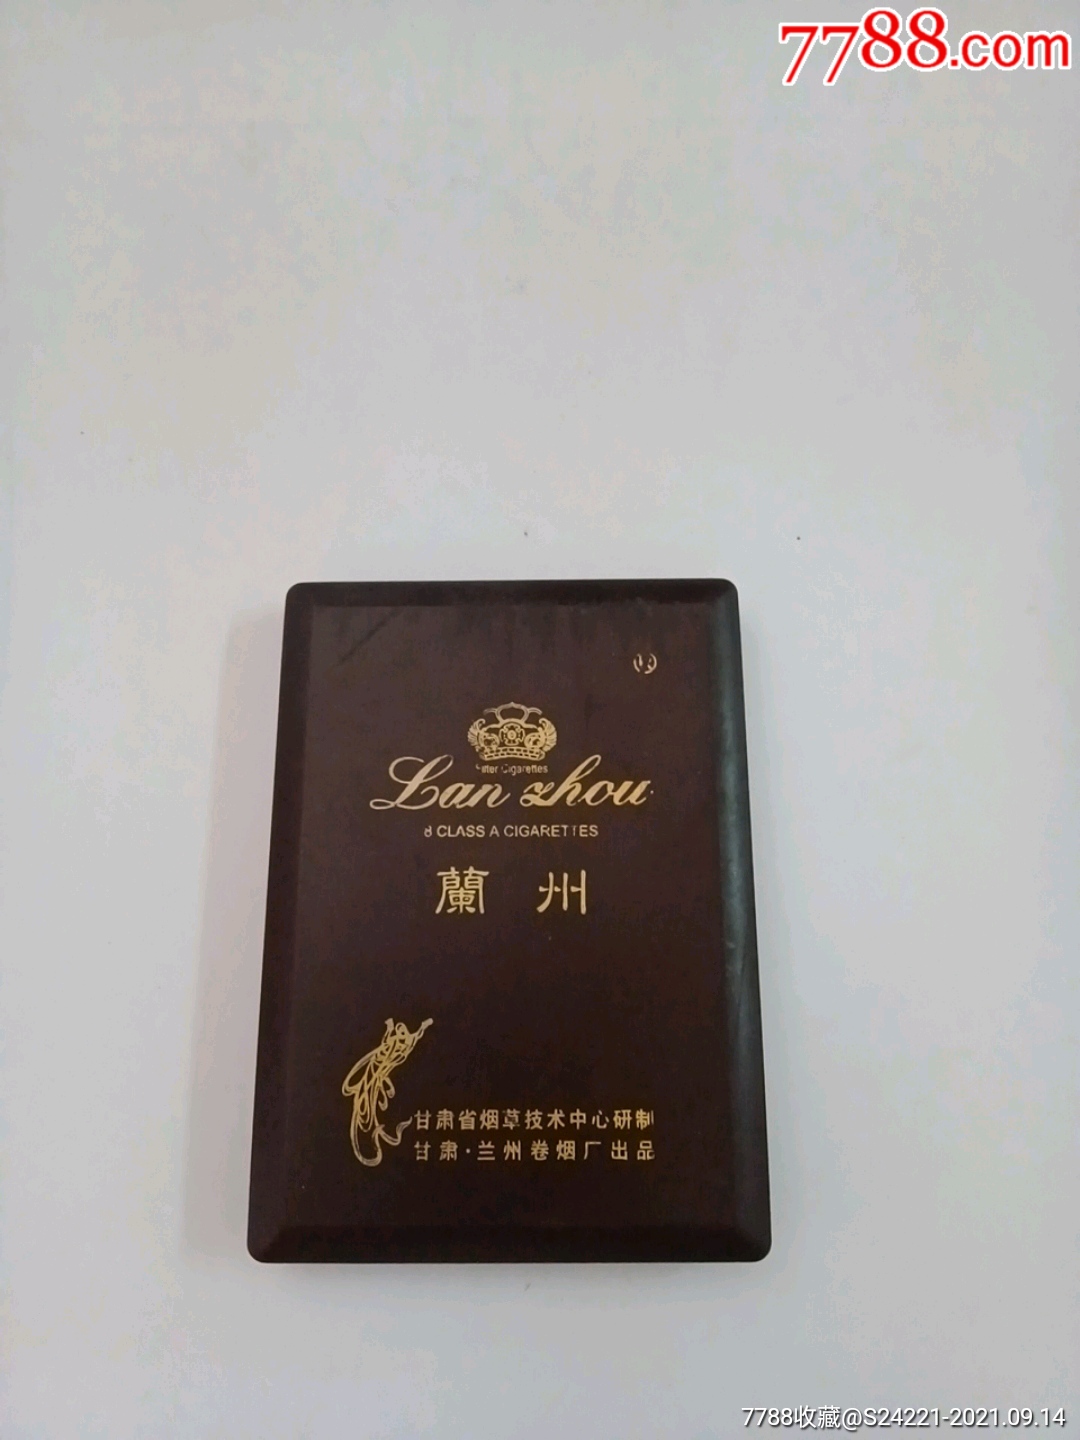 7788.com
Filter Cigarettes
Lan zhou
8 CLASS A CIGARETTES
蘭 州
甘肃省烟草技术中心研制
甘肃·兰州卷烟厂出品
7788收藏@S24221-2021.09.14